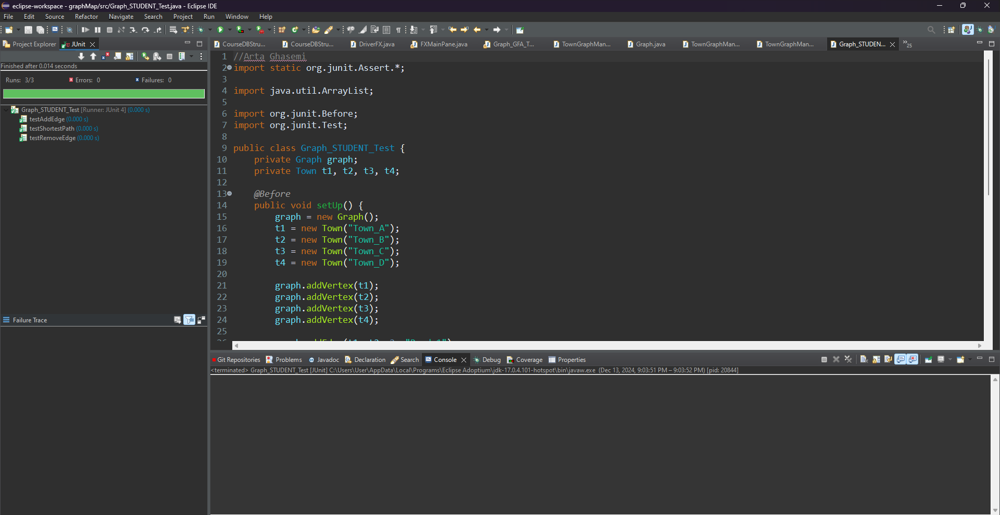 eclipse-workspace - graphMap/src/Graph_STUDENT_Test.java - Eclipse IDE
File Edit Source Refactor Navigate Search Project Run Window Help
Project Explorer JUnit
CourseDBStru... CourseDBStru... DriverFX.java FXMainPane.java Graph_GFA_T... TownGraphMan... Graph.java TownGraphMan... TownGraphMan... Graph_STUDEN... »25
Finished after 0.014 seconds
Runs: 3/3 Errors: 0 Failures: 0
Graph_STUDENT_Test [Runner: JUnit 4] (0.000 s)
testAddEdge (0.000 s)
testShortestPath (0.000 s)
testRemoveEdge (0.000 s)
Failure Trace
1 //Arta Ghasemi
2 import static org.junit.Assert.*;
3
4 import java.util.ArrayList;
5
6 import org.junit.Before;
7 import org.junit.Test;
8
9 public class Graph_STUDENT_Test {
10 private Graph graph;
11 private Town t1, t2, t3, t4;
12
13 @Before
14 public void setUp() {
15 graph = new Graph();
16 t1 = new Town("Town_A");
17 t2 = new Town("Town_B");
18 t3 = new Town("Town_C");
19 t4 = new Town("Town_D");
20
21 graph.addVertex(t1);
22 graph.addVertex(t2);
23 graph.addVertex(t3);
24 graph.addVertex(t4);
25
Git Repositories Problems Javadoc Declaration Search Console Debug Coverage Properties
<terminated> Graph_STUDENT_Test [JUnit] C:\Users\User\AppData\Local\Programs\Eclipse Adoptium\jdk-17.0.4.101-hotspot\bin\javaw.exe (Dec 13, 2024, 9:03:51 PM – 9:03:52 PM) [pid: 20844]